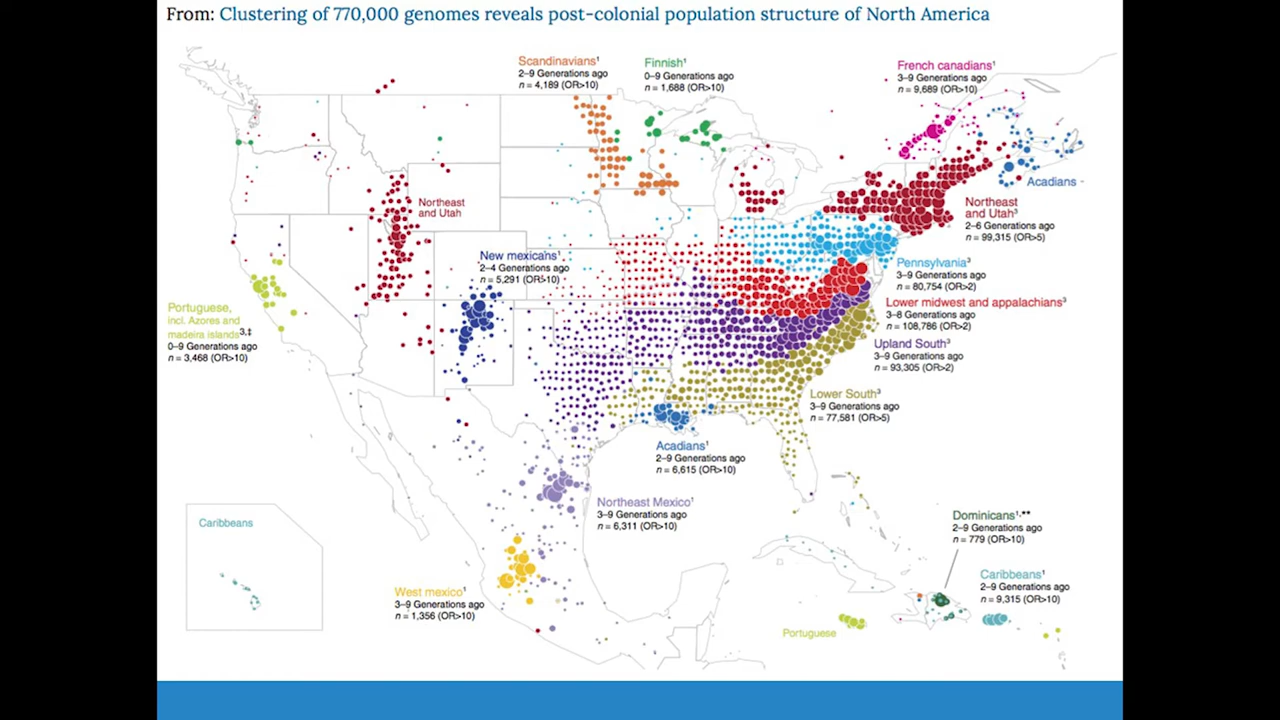 From: Clustering of 770,000 genomes reveals post-colonial population structure of North America
Scandinavians¹
2–9 Generations ago
n = 4,189 (OR>10)
Finnish¹
0–9 Generations ago
n = 1,688 (OR>10)
French canadians¹
3–9 Generations ago
n = 9,689 (OR>10)
Acadians -
Northeast
and Utah
Northeast
and Utah³
2–6 Generations ago
n = 99,315 (OR>5)
New mexicans¹
2–4 Generations ago
n = 5,291 (OR>10)
Pennsylvania³
3–9 Generations ago
n = 80,754 (OR>2)
Portuguese,
incl. Azores and
madeira islands³,‡
0–9 Generations ago
n = 3,468 (OR>10)
Lower midwest and appalachians³
3–8 Generations ago
n = 108,786 (OR>2)
Upland South³
3–9 Generations ago
n = 93,305 (OR>2)
Lower South³
3–9 Generations ago
n = 77,581 (OR>5)
Acadians¹
2–9 Generations ago
n = 6,615 (OR>10)
Northeast Mexico¹
3–9 Generations ago
n = 6,311 (OR>10)
Caribbeans
Dominicans¹,**
2–9 Generations ago
n = 779 (OR>10)
Caribbeans¹
2–9 Generations ago
n = 9,315 (OR>10)
West mexico¹
3–9 Generations ago
n = 1,356 (OR>10)
Portuguese